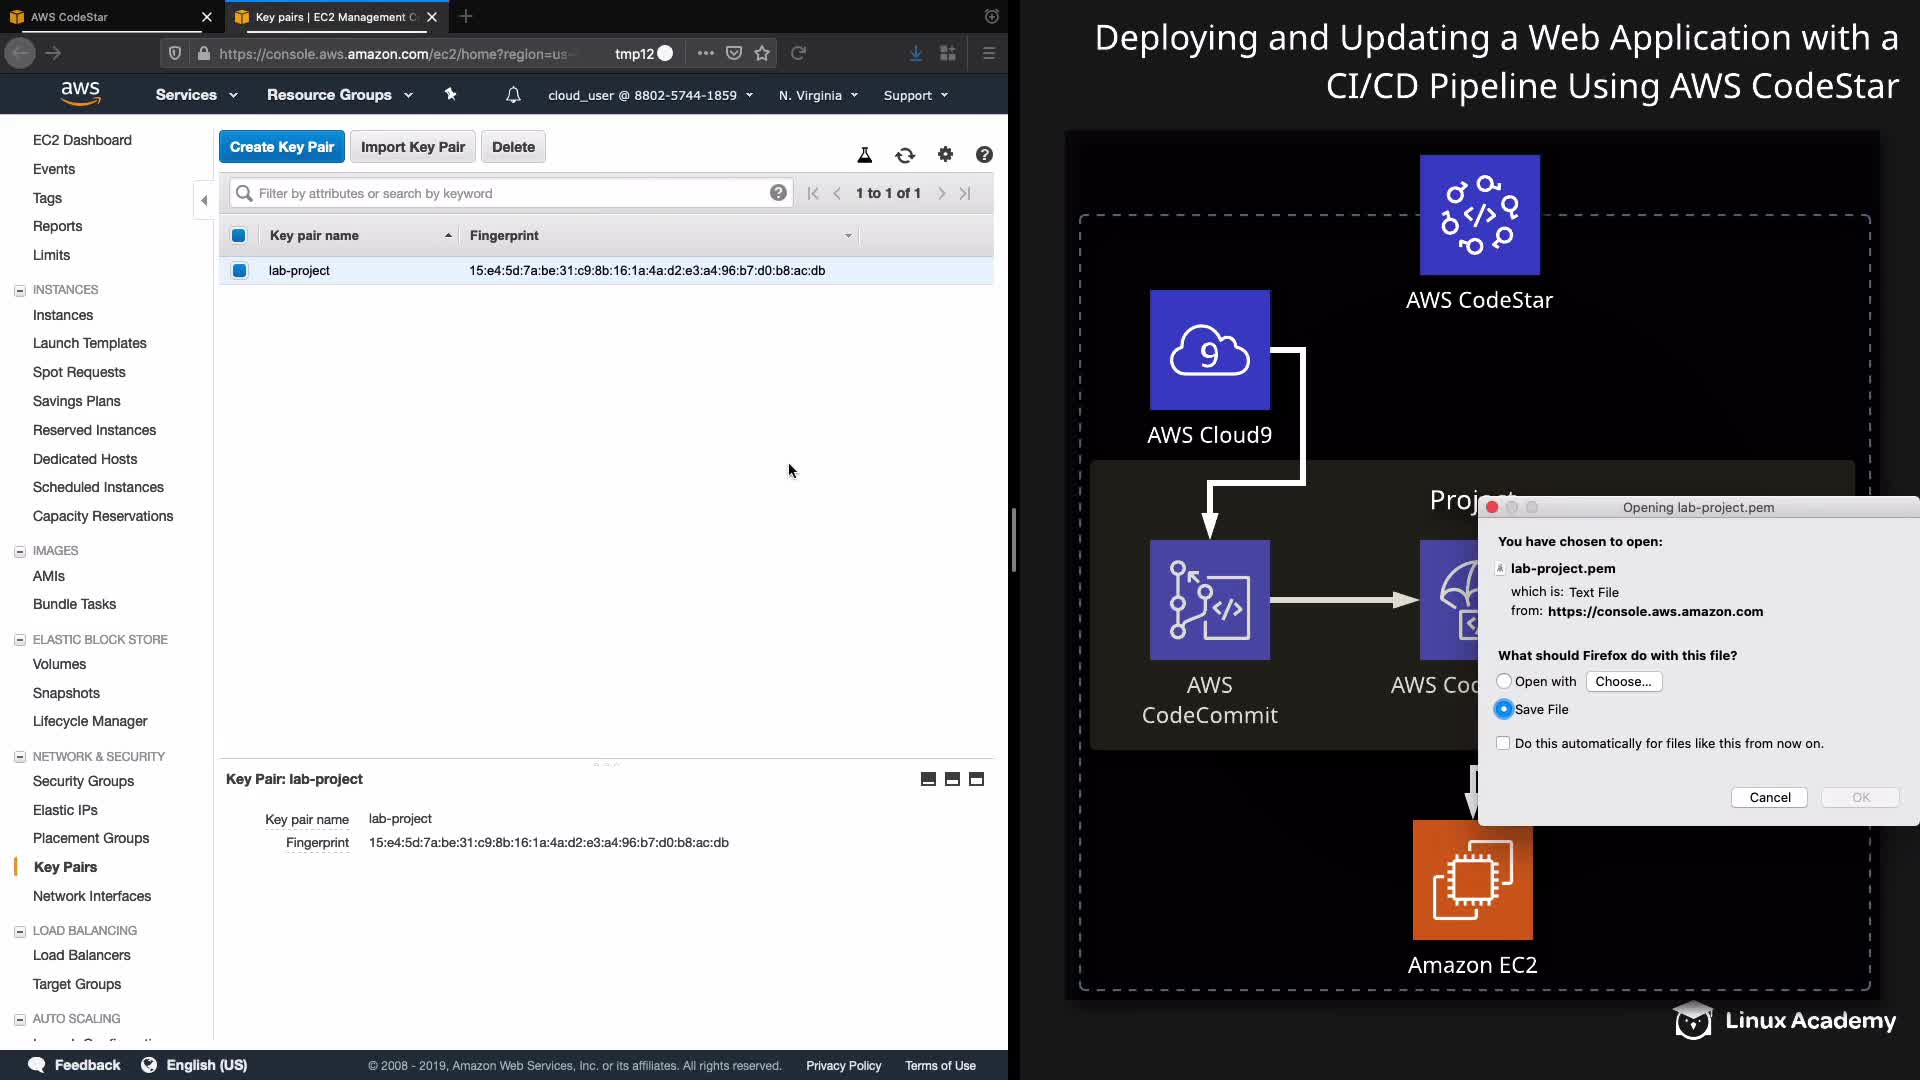 AWS CodeStar
Key pairs | EC2 Management C
https://console.aws.amazon.com/ec2/home?region=us-
tmp12
aws
Services
Resource Groups
cloud_user @ 8802-5744-1859
N. Virginia
Support
EC2 Dashboard
Events
Tags
Reports
Limits
INSTANCES
Instances
Launch Templates
Spot Requests
Savings Plans
Reserved Instances
Dedicated Hosts
Scheduled Instances
Capacity Reservations
IMAGES
AMIs
Bundle Tasks
ELASTIC BLOCK STORE
Volumes
Snapshots
Lifecycle Manager
NETWORK & SECURITY
Security Groups
Elastic IPs
Placement Groups
Key Pairs
Network Interfaces
LOAD BALANCING
Load Balancers
Target Groups
AUTO SCALING
Create Key Pair
Import Key Pair
Delete
Filter by attributes or search by keyword
1 to 1 of 1
Key pair name
Fingerprint
lab-project
15:e4:5d:7a:be:31:c9:8b:16:1a:4a:d2:e3:a4:96:b7:d0:b8:ac:db
Key Pair: lab-project
Key pair name
lab-project
Fingerprint
15:e4:5d:7a:be:31:c9:8b:16:1a:4a:d2:e3:a4:96:b7:d0:b8:ac:db
Feedback
English (US)
© 2008 - 2019, Amazon Web Services, Inc. or its affiliates. All rights reserved.
Privacy Policy
Terms of Use
Deploying and Updating a Web Application with a
CI/CD Pipeline Using AWS CodeStar
AWS CodeStar
9
AWS Cloud9
Project
AWS
CodeCommit
AWS Coc
Amazon EC2
Linux Academy
Opening lab-project.pem
You have chosen to open:
lab-project.pem
which is: Text File
from: https://console.aws.amazon.com
What should Firefox do with this file?
Open with
Choose...
Save File
Do this automatically for files like this from now on.
Cancel
OK